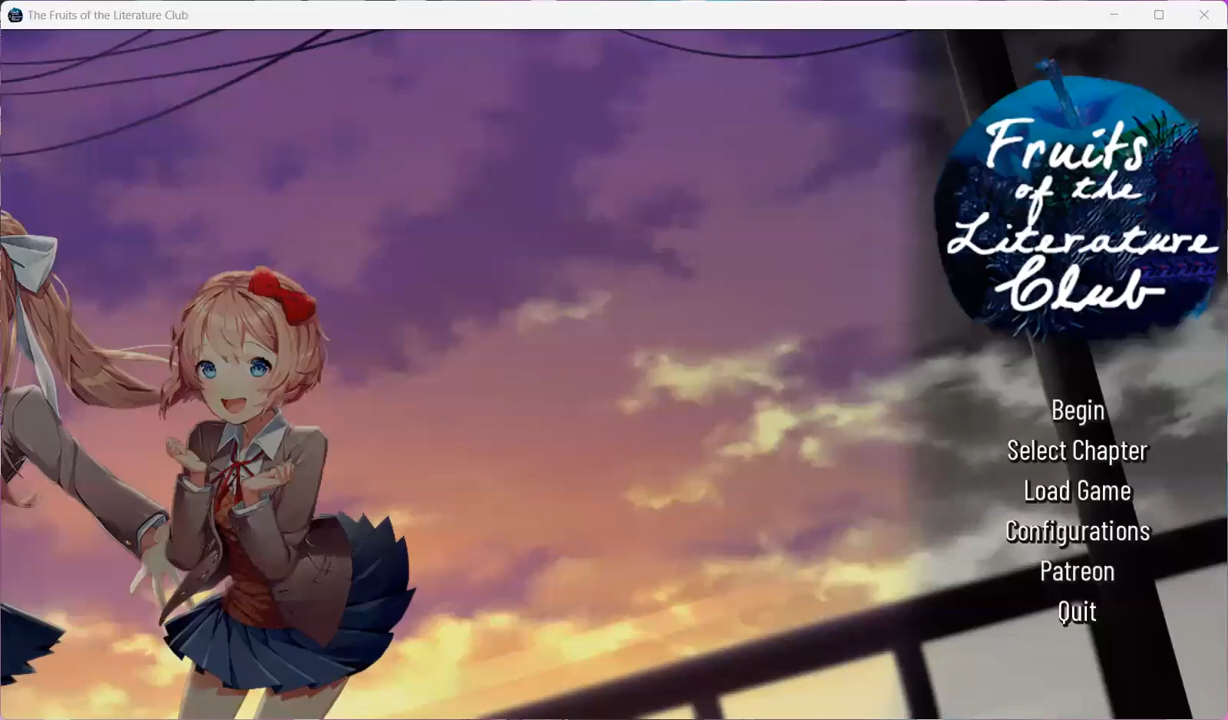 The Fruits of the Literature Club
Fruits
of the
Literature
Club
Begin
Select Chapter
Load Game
Configurations
Patreon
Quit